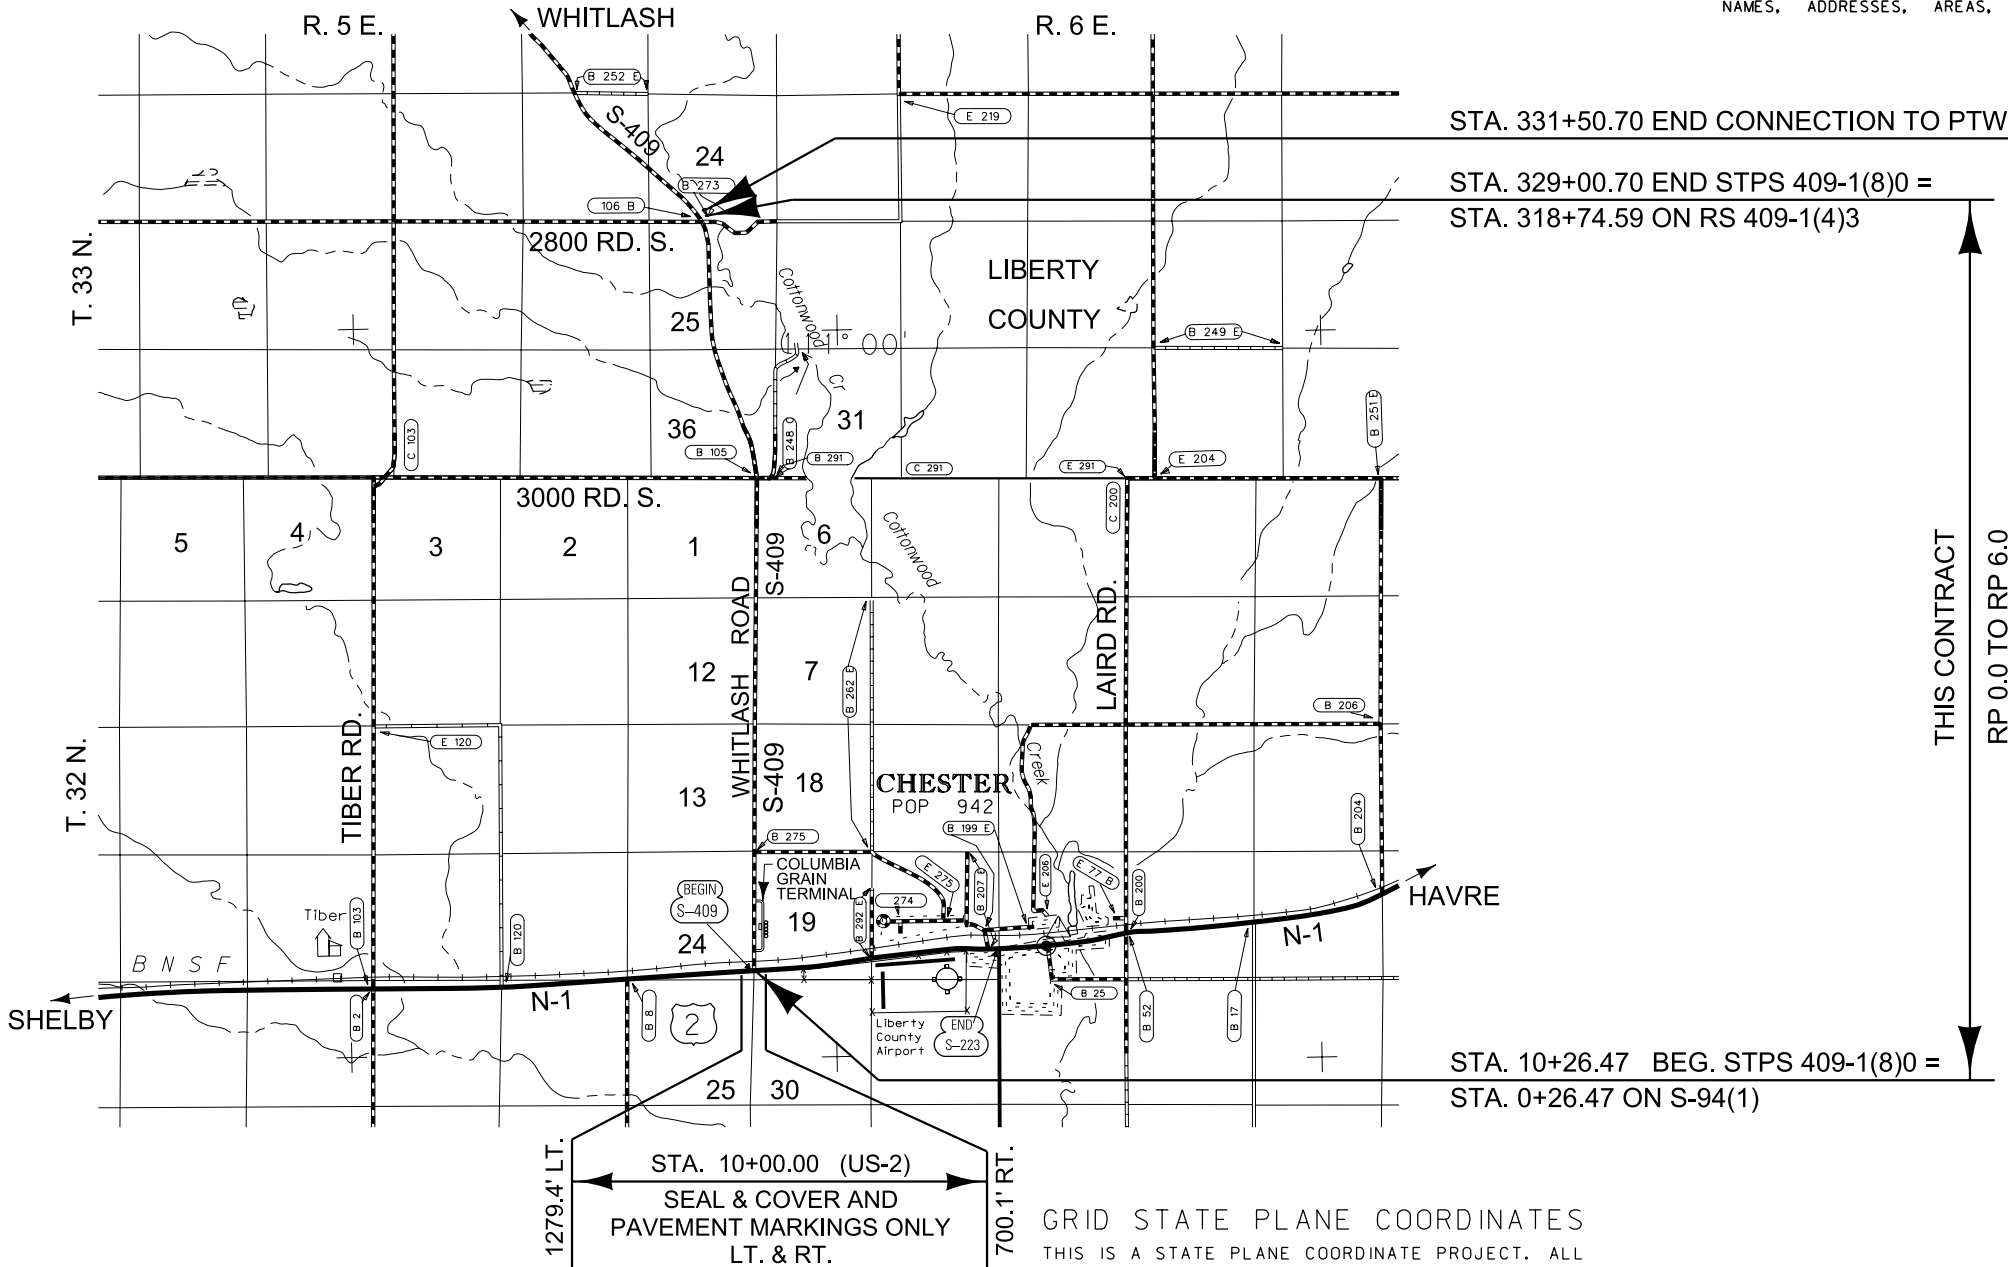 NAMES, ADDRESSES, AREAS,
WHITLASH
R. 5 E.
R. 6 E.
B 252 E
E 219
S-409
24
STA. 331+50.70 END CONNECTION TO PTW
B 273
106 B
STA. 329+00.70 END STPS 409-1(8)0 =
STA. 318+74.59 ON RS 409-1(4)3
2800 RD. S.
T. 33 N.
LIBERTY
COUNTY
Cottonwood
Cr
25
° 00'
B 249 E
31
36
C 103
B 105
B 248
B 291
C 291
E 291
E 204
B 251 E
3000 RD. S.
C 200
5
4
3
2
1
6
S-409
Cottonwood
WHITLASH ROAD
LAIRD RD.
THIS CONTRACT
RP 0.0 TO RP 6.0
12
7
B 262 E
B 206
E 120
T. 32 N.
TIBER RD.
13
S-409
18
CHESTER
POP 942
Creek
B 199 E
B 204
B 275
COLUMBIA
GRAIN
TERMINAL
E 275
B 207 E
E 206
E 77 B
B 200
BEGIN
S-409
274
HAVRE
Tiber
B 103
B 120
24
19
B 292 E
N-1
BNSF
SHELBY
N-1
B 2
B 8
2
B 25
B 52
B 17
Liberty
County
Airport
END
S-223
STA. 10+26.47 BEG. STPS 409-1(8)0 =
STA. 0+26.47 ON S-94(1)
25
30
1279.4' LT.
STA. 10+00.00 (US-2)
SEAL & COVER AND
PAVEMENT MARKINGS ONLY
LT. & RT.
700.1' RT.
GRID STATE PLANE COORDINATES
THIS IS A STATE PLANE COORDINATE PROJECT. ALL